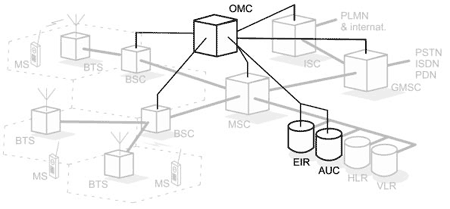 OMC
PLMN
& internat.
ISC
PSTN
ISDN
PDN
GMSC
MS
BTS
BSC
MSC
BTS
BSC
MS
BTS
MS
EIR
AUC
HLR
VLR